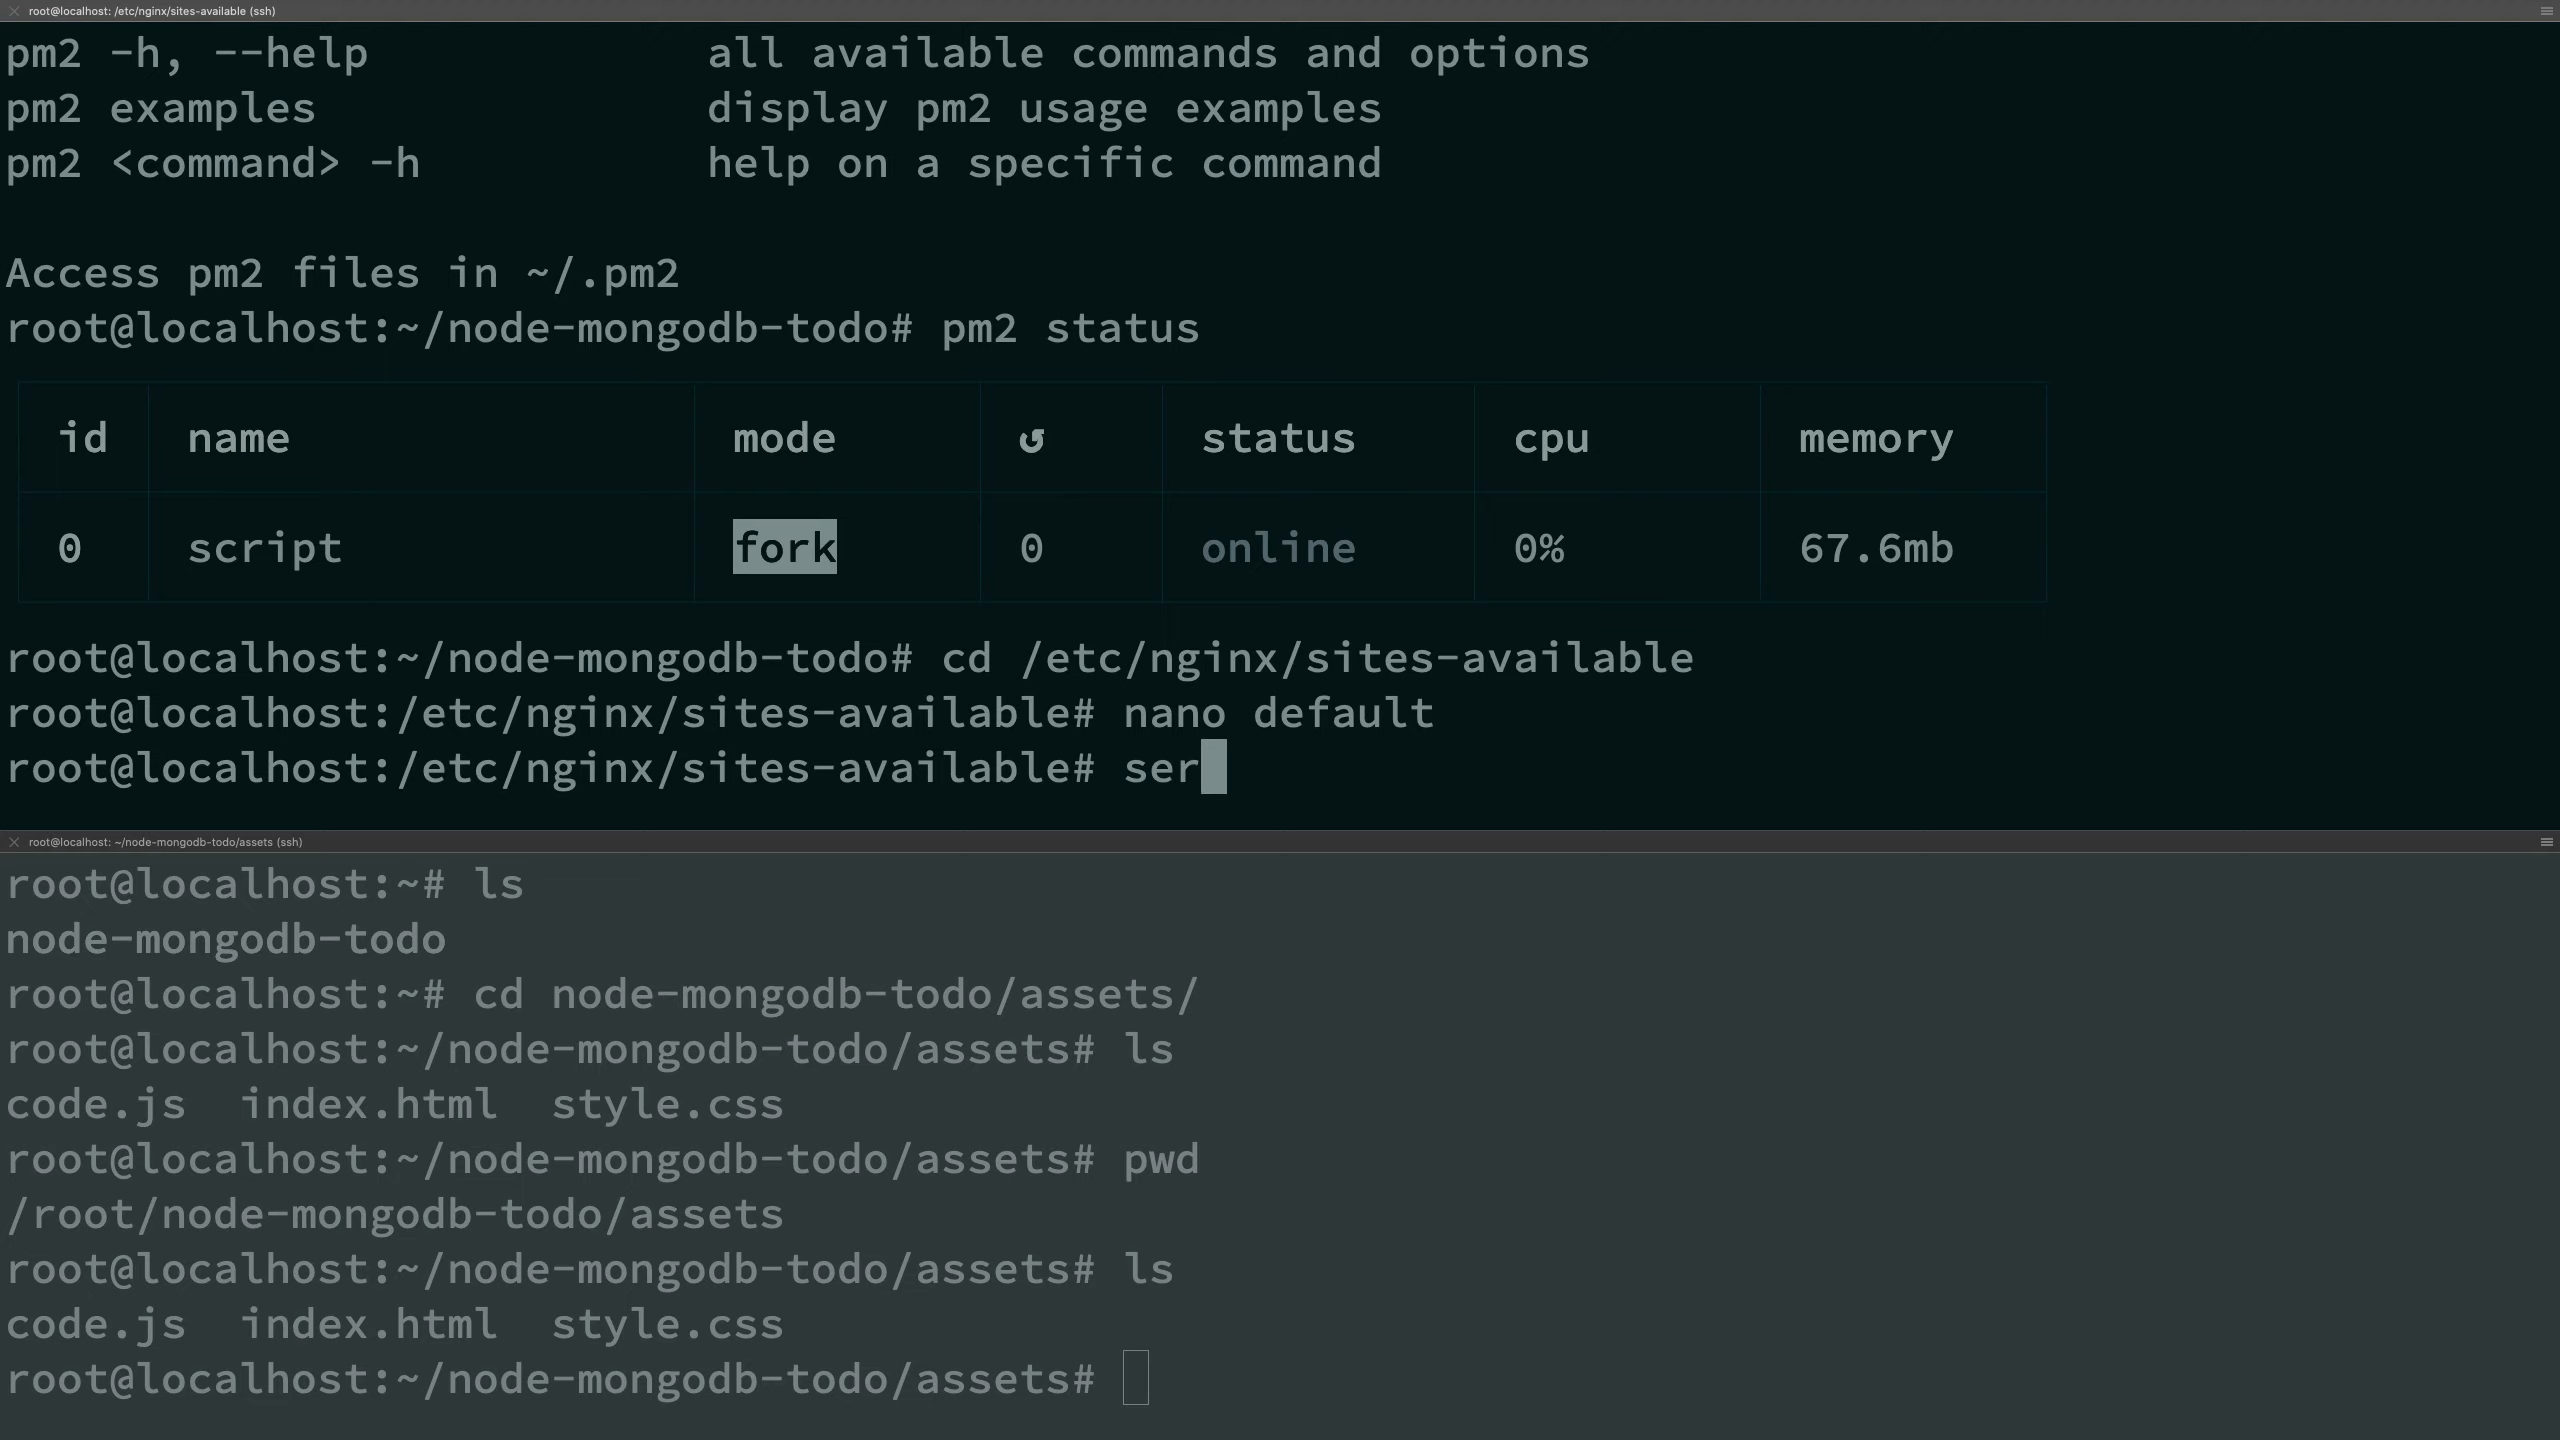 root@localhost: /etc/nginx/sites-available (ssh)
pm2 -h, --help all available commands and options
pm2 examples display pm2 usage examples
pm2 <command> -h help on a specific command
Access pm2 files in ~/.pm2
root@localhost:~/node-mongodb-todo# pm2 status
id name mode ↺ status cpu memory
0 script fork 0 online 0% 67.6mb
root@localhost:~/node-mongodb-todo# cd /etc/nginx/sites-available
root@localhost:/etc/nginx/sites-available# nano default
root@localhost:/etc/nginx/sites-available# ser
root@localhost: ~/node-mongodb-todo/assets (ssh)
root@localhost:~# ls
node-mongodb-todo
root@localhost:~# cd node-mongodb-todo/assets/
root@localhost:~/node-mongodb-todo/assets# ls
code.js index.html style.css
root@localhost:~/node-mongodb-todo/assets# pwd
/root/node-mongodb-todo/assets
root@localhost:~/node-mongodb-todo/assets# ls
code.js index.html style.css
root@localhost:~/node-mongodb-todo/assets#